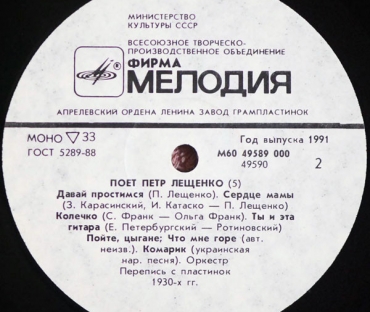 МИНИСТЕРСТВО
КУЛЬТУРЫ СССР
ВСЕСОЮЗНОЕ ТВОРЧЕСКО-
ПРОИЗВОДСТВЕННОЕ ОБЪЕДИНЕНИЕ
ФИРМА
МЕЛОДИЯ
АПРЕЛЕВСКИЙ ОРДЕНА ЛЕНИНА ЗАВОД ГРАМПЛАСТИНОК
МОНО ▽ 33
ГОСТ 5289-88
Год выпуска 1991
М60 49589 000
49590
2
ПОЕТ ПЕТР ЛЕЩЕНКО (5)
Давай простимся (П. Лещенко). Сердце мамы
(З. Карасинский, И. Катаско — П. Лещенко)
Колечко (С. Франк — Ольга Франк). Ты и эта
гитара (Е. Петербургский — Ротиновский)
Пойте, цыгане; Что мне горе (авт.
неизв.). Комарик (украинская
нар. песня). Оркестр
Перепись с пластинок
1930-х гг.